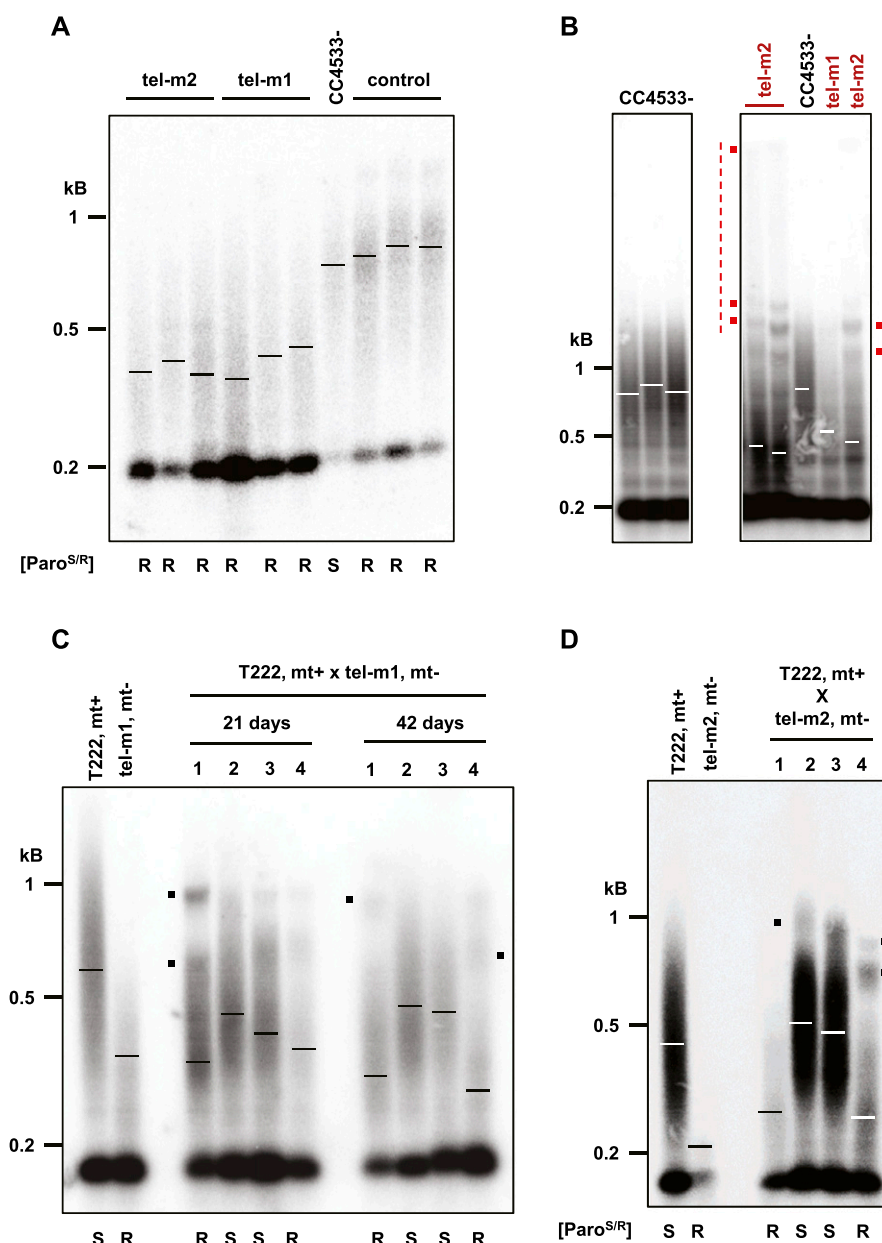 A
tel-m2 tel-m1 CC4533- control
kB
1
0.5
0.2
[Paro^S/R] R R R R R R S R R R
B
CC4533- tel-m2 CC4533- tel-m1 tel-m2
kB
1
0.5
0.2
C
T222, mt+ x tel-m1, mt-
T222, mt+ tel-m1, mt- 21 days 42 days
1 2 3 4 1 2 3 4
kB
1
0.5
0.2
S R R S S R R S S R
D
T222, mt+
X
tel-m2, mt-
T222, mt+ tel-m2, mt- 1 2 3 4
kB
1
0.5
0.2
[Paro^S/R] S R R S S R